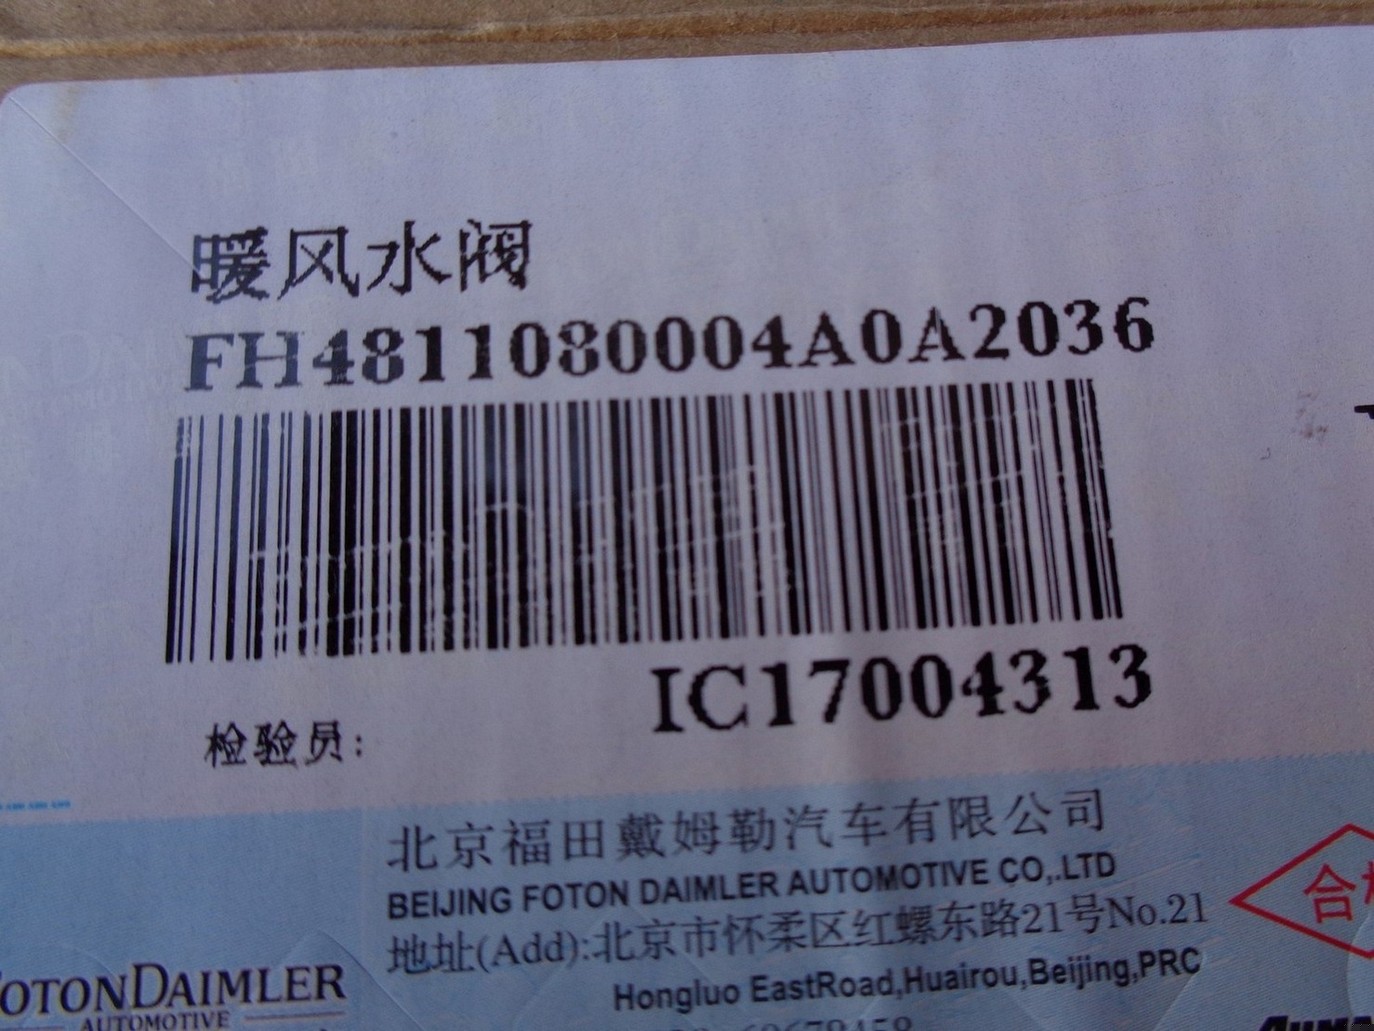 暖风水阀
FH4811080004A0A2036
IC17004313
检验员:
北京福田戴姆勒汽车有限公司
BEIJING FOTON DAIMLER AUTOMOTIVE CO,.LTD
地址(Add):北京市怀柔区红螺东路21号No.21
Hongluo EastRoad,Huairou,Beijing,PRC
合
OTONDAIMLER
AUTOMOTIVE